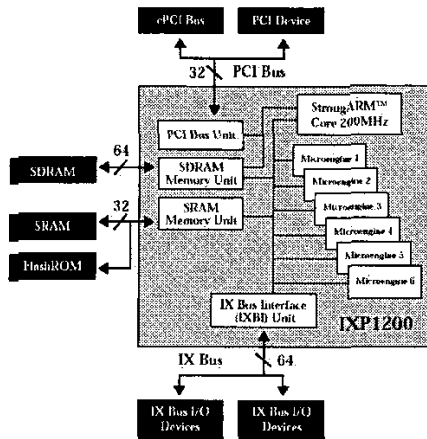 cPCI Bus
PCI Device
32
PCI Bus
StrongARM™
Core 200MHz
PCI Bus Unit
64
SDRAM
SDRAM
Memory Unit
Microengine 1
Microengine 2
32
SRAM
SRAM
Memory Unit
Microengine 3
Microengine 4
FlashROM
Microengine 5
Microengine 6
IX Bus Interface
(IXBI) Unit
IXP1200
IX Bus
64
IX Bus I/O
Devices
IX Bus I/O
Devices